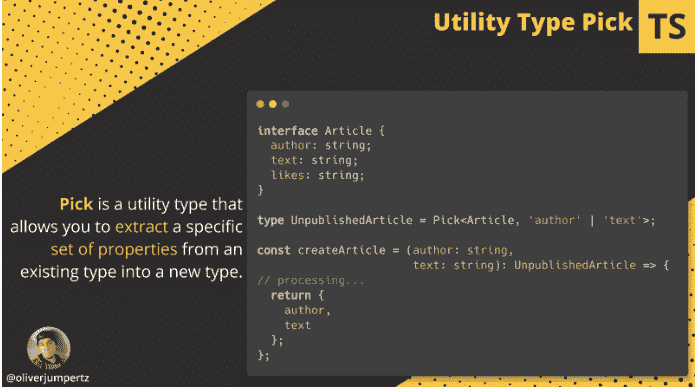 Utility Type Pick
TS
Pick is a utility type that
allows you to extract a specific
set of properties from an
existing type into a new type.
interface Article {
  author: string;
  text: string;
  likes: string;
}
type UnpublishedArticle = Pick<Article, 'author' | 'text'>;
const createArticle = (author: string,
                       text: string): UnpublishedArticle => {
// processing...
  return {
    author,
    text
  };
};
@oliverjumpertz